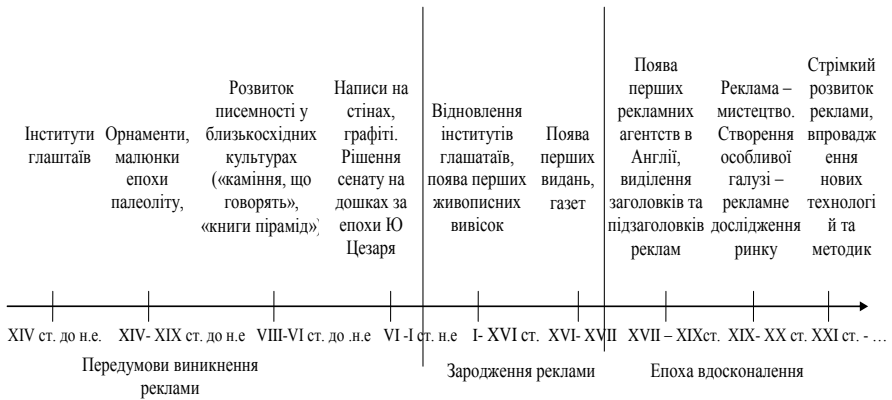 Інститути
глаштаїв
Орнаменти,
малюнки
епохи
палеоліту,
Розвиток
писемності у
близькосхідних
культурах
(«каміння, що
говорять»,
«книги пірамід»)
Написи на
стінах,
графіті.
Рішення
сенату на
дошках за
епохи Ю
Цезаря
Відновлення
інститутів
глашатаїв,
поява перших
живописних
вивісок
Поява
перших
видань,
газет
Поява
перших
рекламних
агентств в
Англії,
виділення
заголовків та
підзаголовків
реклам
Реклама –
мистецтво.
Створення
особливої
галузі –
рекламне
дослідження
ринку
Стрімкий
розвиток
реклами,
впровадж
ення
нових
технологі
й та
методик
XIV ст. до н.е.
XIV- XIX ст. до н.е
VIII-VI ст. до .н.е
VI -I ст. н.е
I- XVI ст.
XVI- XVII
XVII – XIXст.
XIX- XX ст.
XXI ст. - …
Передумови виникнення
реклами
Зародження реклами
Епоха вдосконалення